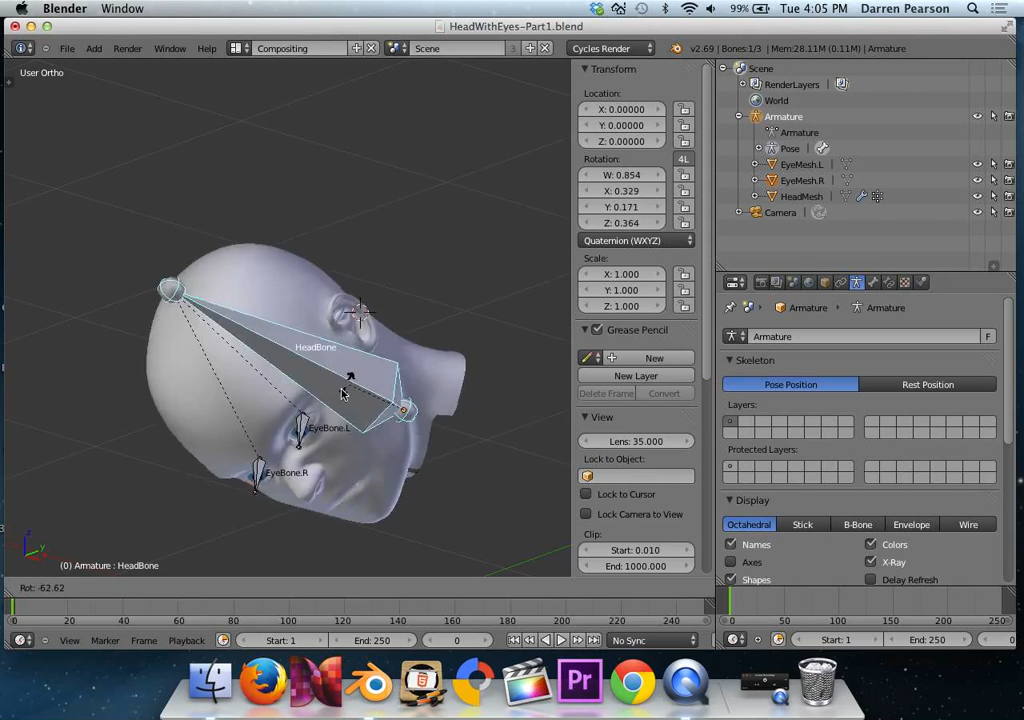 Blender Window 99% Tue 4:05 PM Darren Pearson
HeadWithEyes-Part1.blend
File Add Render Window Help Compositing Scene 3 Cycles Render v2.69 | Bones:1/3 | Mem:28.11M (0.11M) | Armature
User Ortho
HeadBone
EyeBone.L
EyeBone.R
(0) Armature : HeadBone
Rot: -62.62
Transform
Location:
X: 0.00000
Y: 0.00000
Z: 0.00000
Rotation: 4L
W: 0.854
X: 0.329
Y: 0.171
Z: 0.364
Quaternion (WXYZ)
Scale:
X: 1.000
Y: 1.000
Z: 1.000
Grease Pencil
New
New Layer
Delete Frame Convert
View
Lens: 35.000
Lock to Object:
Lock to Cursor
Lock Camera to View
Clip:
Start: 0.010
End: 1000.000
Scene
RenderLayers
World
Armature
Armature
Pose
EyeMesh.L
EyeMesh.R
HeadMesh
Camera
Armature Armature
Armature F
Skeleton
Pose Position Rest Position
Layers:
Protected Layers:
Display
Octahedral Stick B-Bone Envelope Wire
Names Colors
Axes X-Ray
Shapes Delay Refresh
0 20 40 60 80 100 120 140 160 180 200 220 240
View Marker Frame Playback Start: 1 End: 250 0 No Sync
0 50 100 150 200 250
Start: 1 End: 250 0
Pr